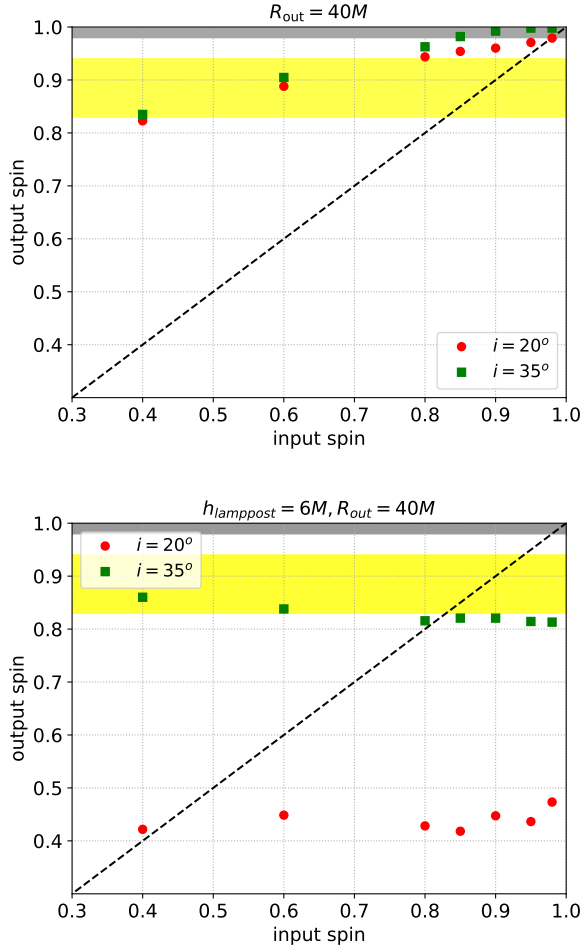 R_out = 40M
1.0
0.9
0.8
0.7
0.6
0.5
0.4
output spin
i = 20^o
i = 35^o
0.3 0.4 0.5 0.6 0.7 0.8 0.9 1.0
input spin
h_lamppost = 6M, R_out = 40M
1.0
0.9
0.8
0.7
0.6
0.5
0.4
output spin
i = 20^o
i = 35^o
0.3 0.4 0.5 0.6 0.7 0.8 0.9 1.0
input spin